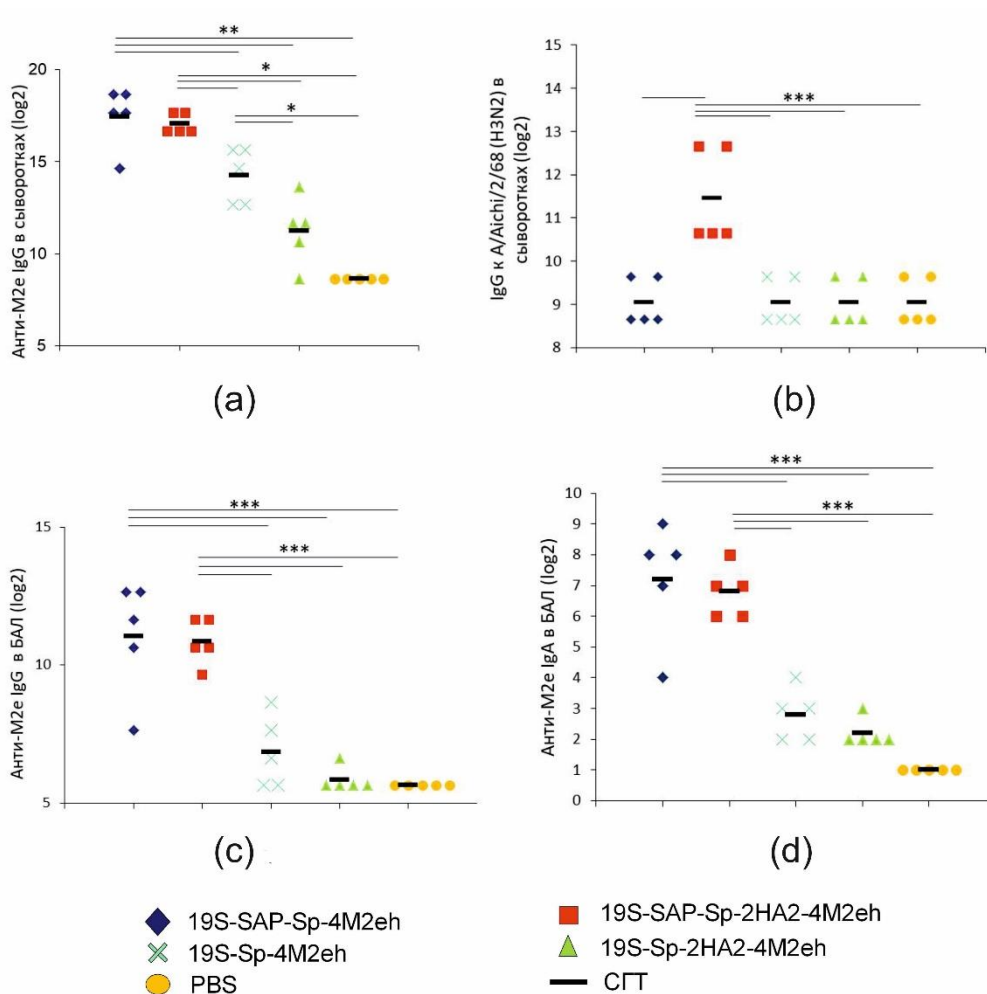 **
*
*
20
15
10
5
Анти-M2e IgG в сыворотках (log2)
(a)
***
15
14
13
12
11
10
9
8
IgG к A/Aichi/2/68 (H3N2) в
сыворотках (log2)
(b)
***
***
15
10
5
Анти-M2e IgG в БАЛ (log2)
(c)
***
***
10
9
8
7
6
5
4
3
2
1
0
Анти-M2e IgA в БАЛ (log2)
(d)
19S-SAP-Sp-4M2eh
19S-SAP-Sp-2HA2-4M2eh
19S-Sp-4M2eh
19S-Sp-2HA2-4M2eh
PBS
СГТ